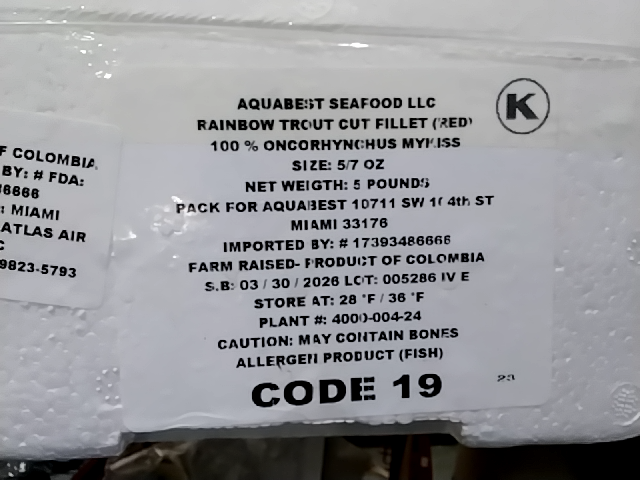 AQUABEST SEAFOOD LLC
K
RAINBOW TROUT CUT FILLET (RED)
100 % ONCORHYNCHUS MYKISS
SIZE: 5/7 OZ
NET WEIGTH: 5 POUNDS
PACK FOR AQUABEST 10711 SW 104th ST
MIAMI 33176
IMPORTED BY: # 17393486666
FARM RAISED- PRODUCT OF COLOMBIA
S.B: 03 / 30 / 2026 LOT: 005286 IV E
STORE AT: 28 °F / 36 °F
PLANT #: 4000-004-24
CAUTION: MAY CONTAIN BONES
ALLERGEN PRODUCT (FISH)
CODE 19
F COLOMBIA
BY: # FDA:
6666
: MIAMI
ATLAS AIR
C
9823-5793